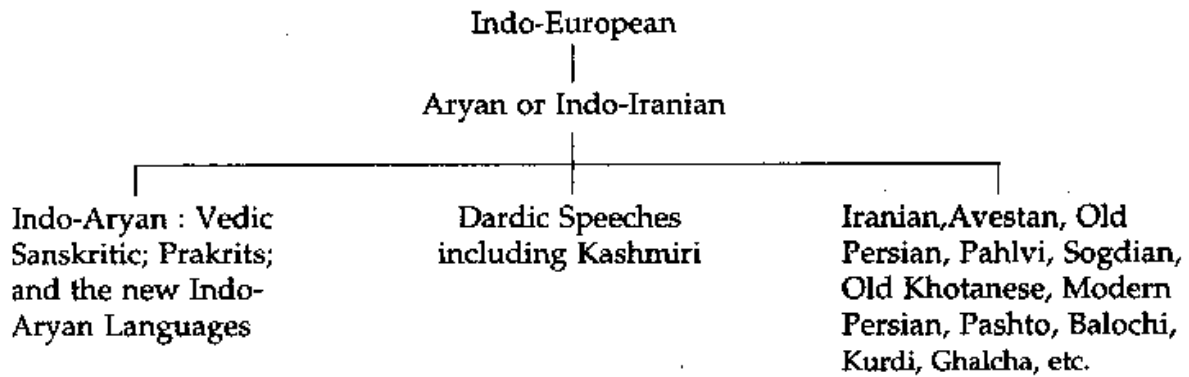 Indo-European
Aryan or Indo-Iranian
Indo-Aryan : Vedic
Sanskritic; Prakrits;
and the new Indo-
Aryan Languages
Dardic Speeches
including Kashmiri
Iranian,Avestan, Old
Persian, Pahlvi, Sogdian,
Old Khotanese, Modern
Persian, Pashto, Balochi,
Kurdi, Ghalcha, etc.